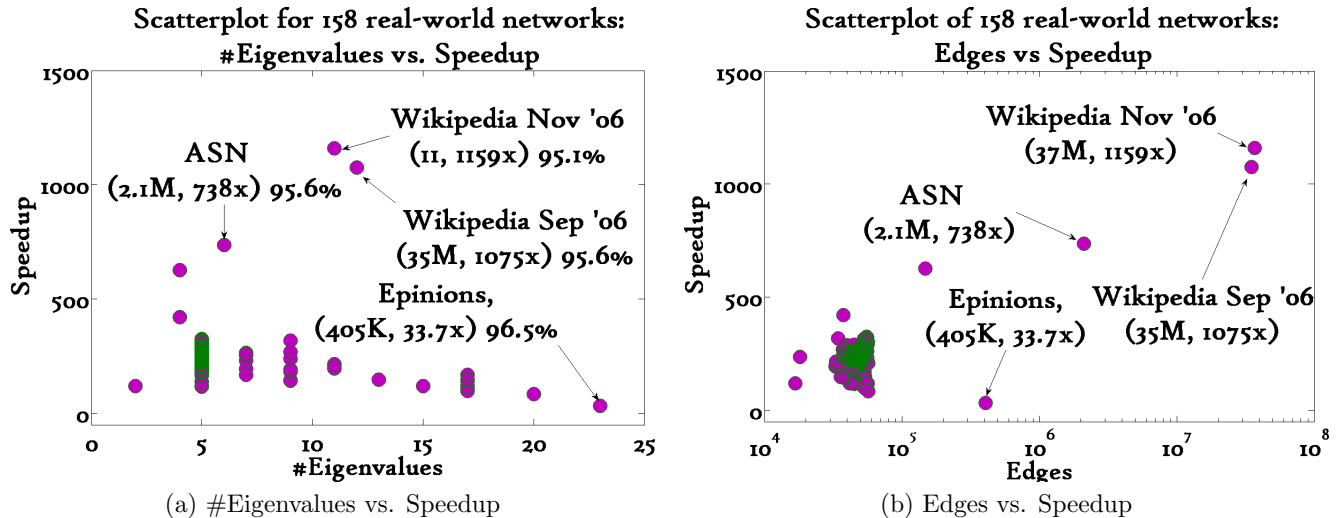 Scatterplot for 158 real-world networks:
#Eigenvalues vs. Speedup
1500
1000
500
0
Speedup
Wikipedia Nov '06
(11, 1159x) 95.1%
ASN
(2.1M, 738x) 95.6%
Wikipedia Sep '06
(35M, 1075x) 95.6%
Epinions,
(405K, 33.7x) 96.5%
0 5 10 15 20 25
#Eigenvalues
(a) #Eigenvalues vs. Speedup
Scatterplot of 158 real-world networks:
Edges vs Speedup
1500
1000
500
0
Speedup
Wikipedia Nov '06
(37M, 1159x)
ASN
(2.1M, 738x)
Epinions,
(405K, 33.7x)
Wikipedia Sep '06
(35M, 1075x)
10^4 10^5 10^6 10^7 10^8
Edges
(b) Edges vs. Speedup